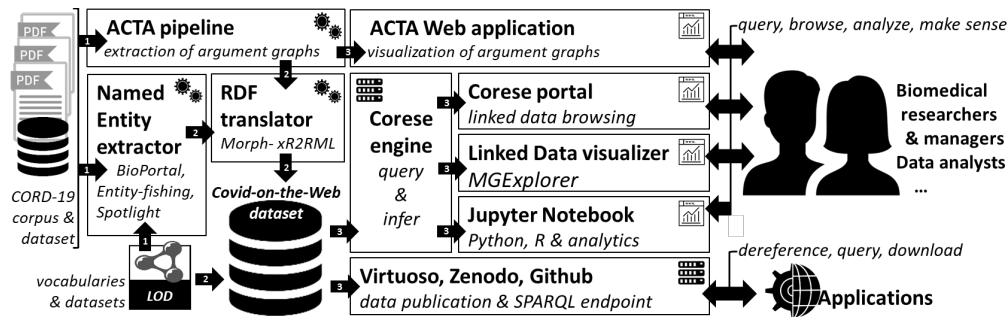 PDF
PDF
PDF
CORD-19
corpus &
dataset
1
ACTA pipeline
extraction of argument graphs
3
ACTA Web application
visualization of argument graphs
query, browse, analyze, make sense
2
1
Named
Entity
extractor
BioPortal,
Entity-fishing,
Spotlight
2
RDF
translator
Morph- xR2RML
2
Covid-on-the-Web
dataset
1
vocabularies
& datasets
LOD
2
3
3
Corese
engine
query
&
infer
3
Corese portal
linked data browsing
3
Linked Data visualizer
MGExplorer
3
Jupyter Notebook
Python, R & analytics
Virtuoso, Zenodo, Github
data publication & SPARQL endpoint
Biomedical
researchers
& managers
Data analysts
...
dereference, query, download
Applications